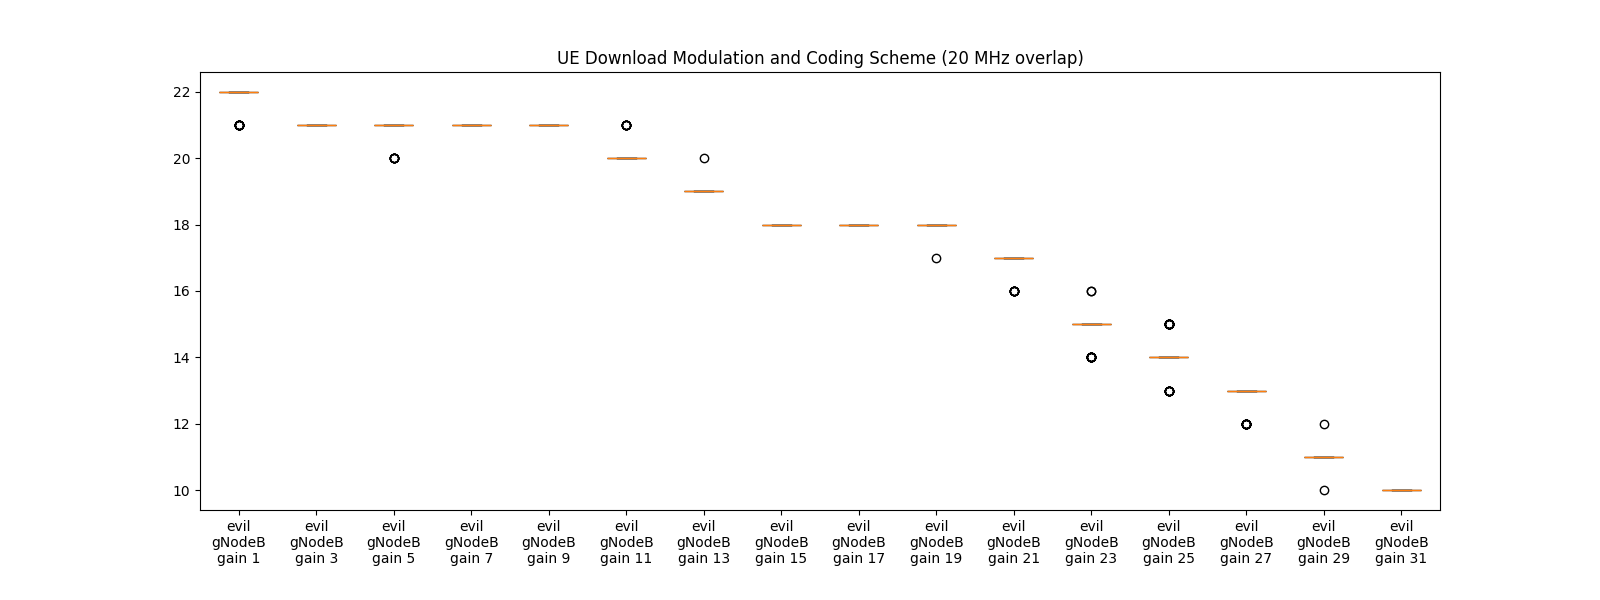 UE Download Modulation and Coding Scheme (20 MHz overlap)
22
20
18
16
14
12
10
evil evil evil evil evil evil evil evil evil evil evil evil evil evil evil evil
gNodeB gNodeB gNodeB gNodeB gNodeB gNodeB gNodeB gNodeB gNodeB gNodeB gNodeB gNodeB gNodeB gNodeB gNodeB gNodeB
gain 1 gain 3 gain 5 gain 7 gain 9 gain 11 gain 13 gain 15 gain 17 gain 19 gain 21 gain 23 gain 25 gain 27 gain 29 gain 31